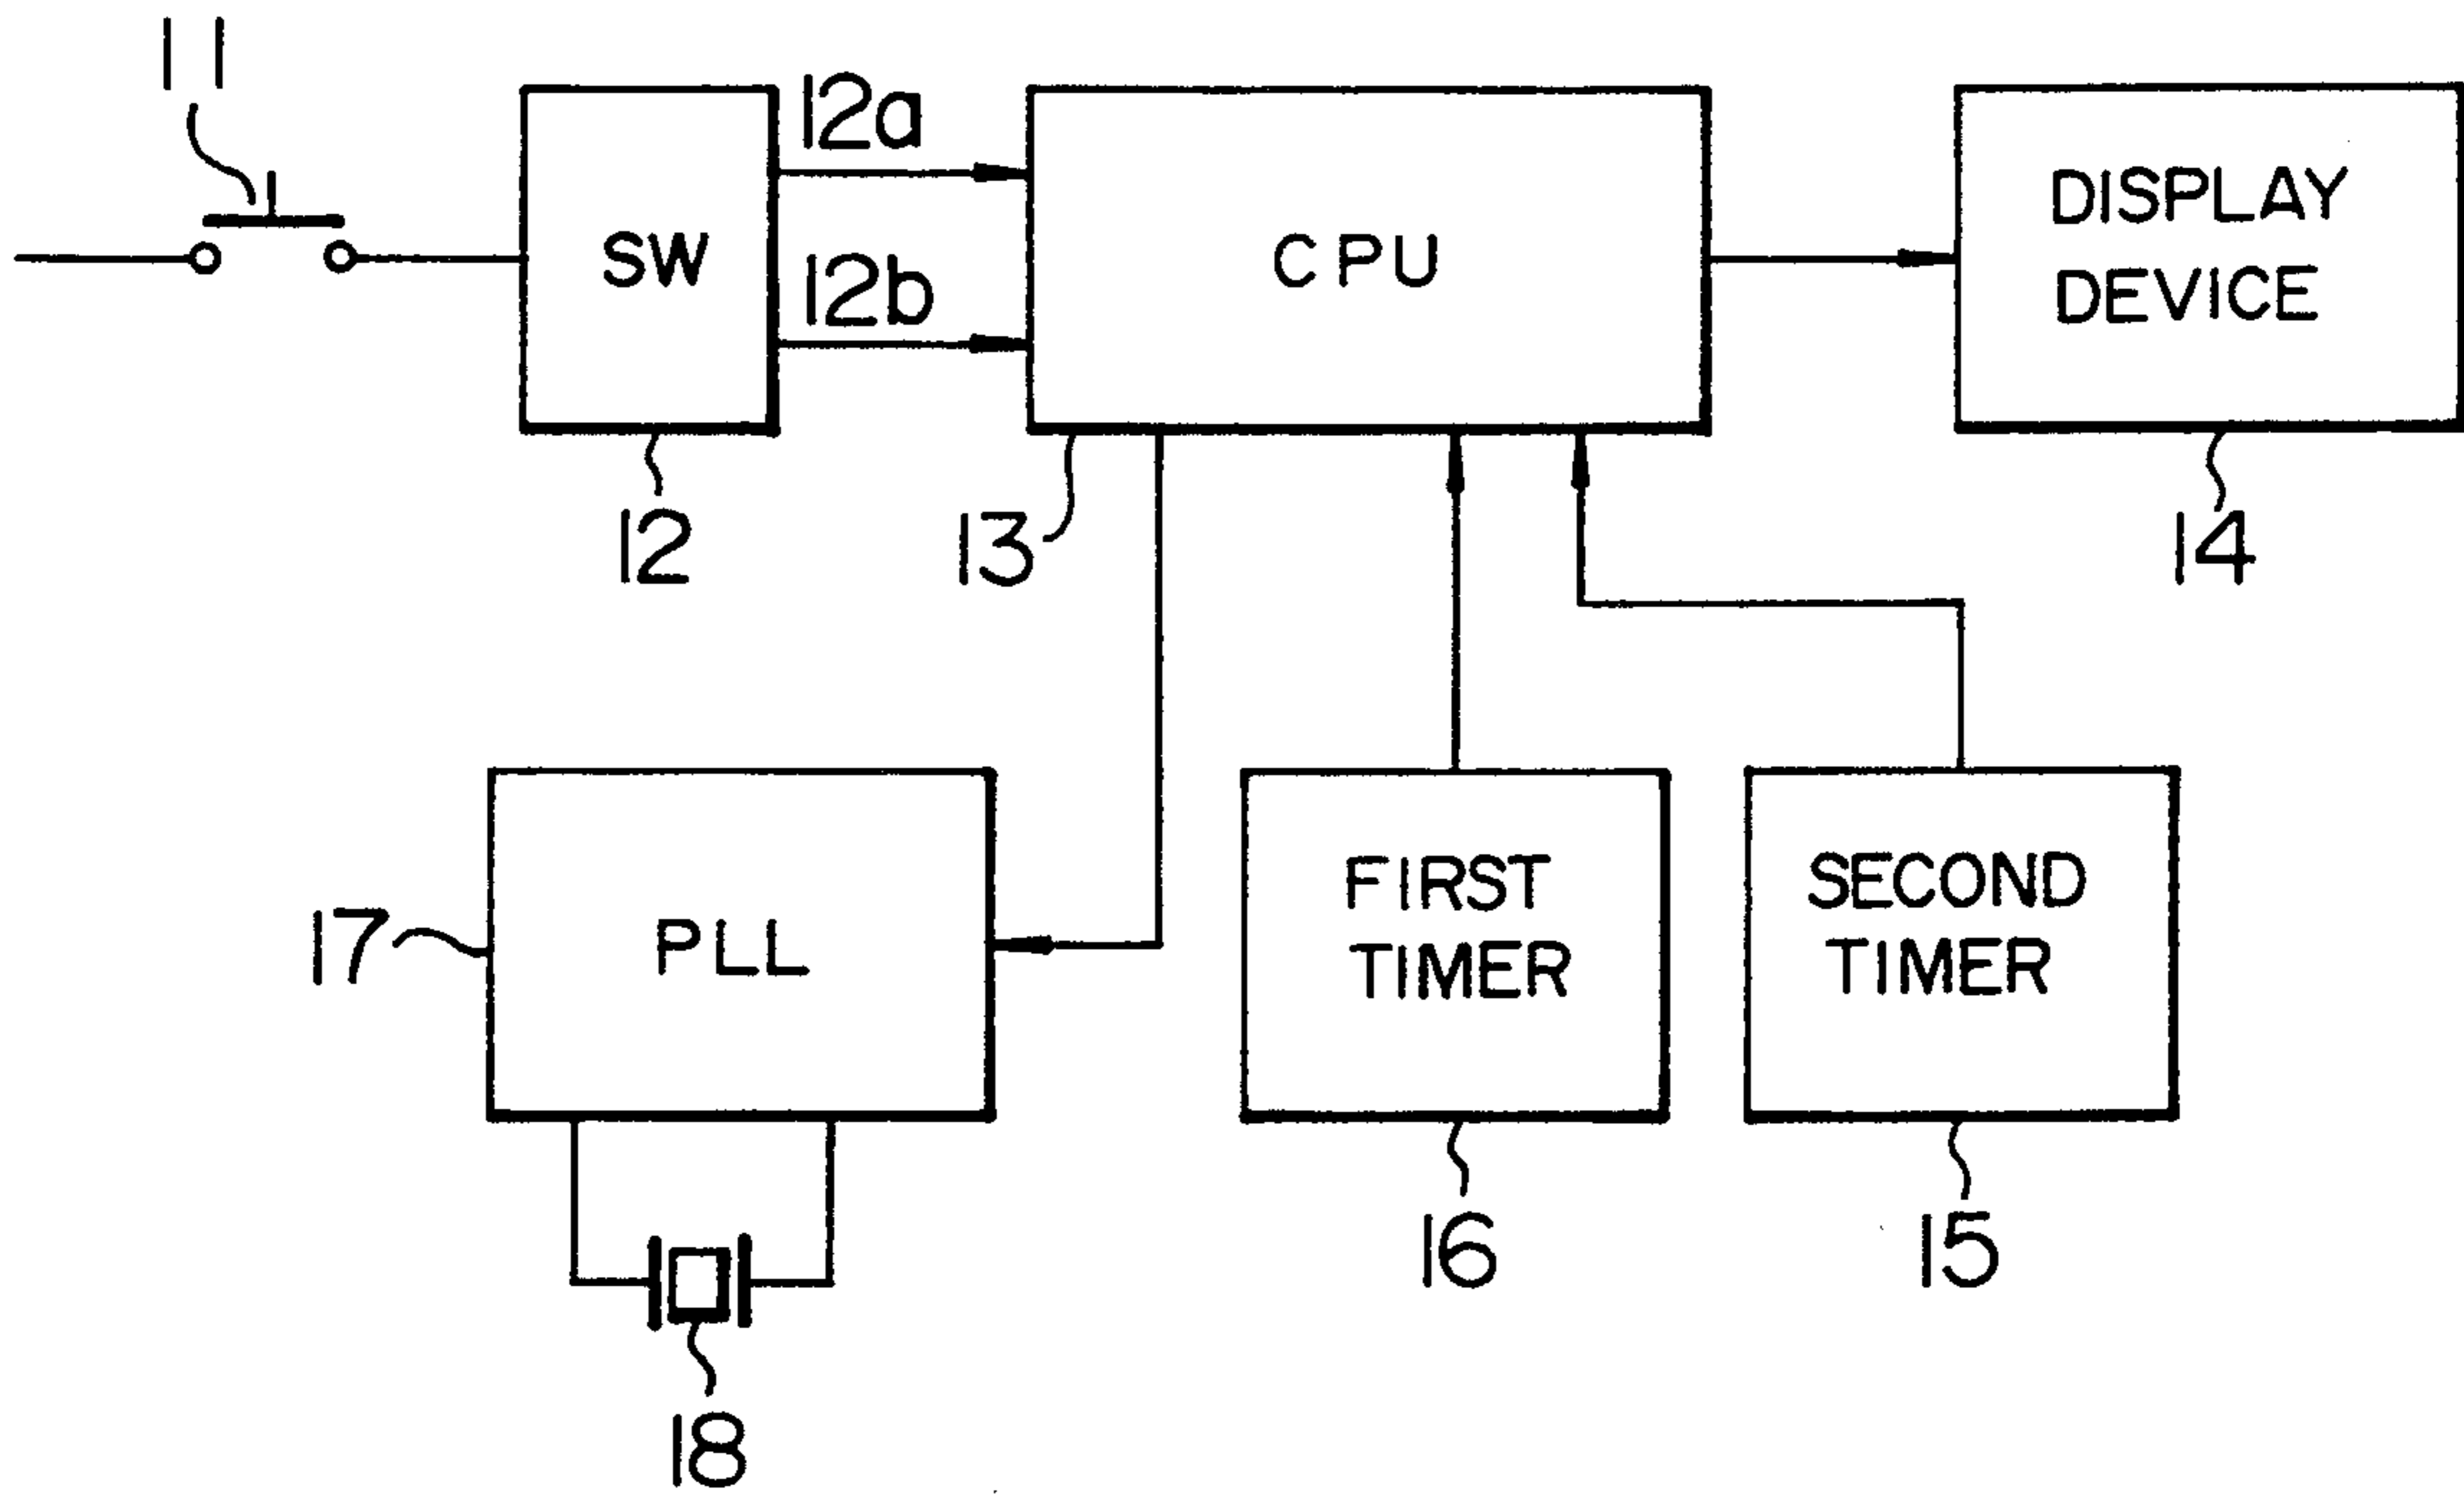 11
12a
SW
12b
CPU
DISPLAY
DEVICE
12
13
14
17
PLL
FIRST
TIMER
SECOND
TIMER
16
15
18